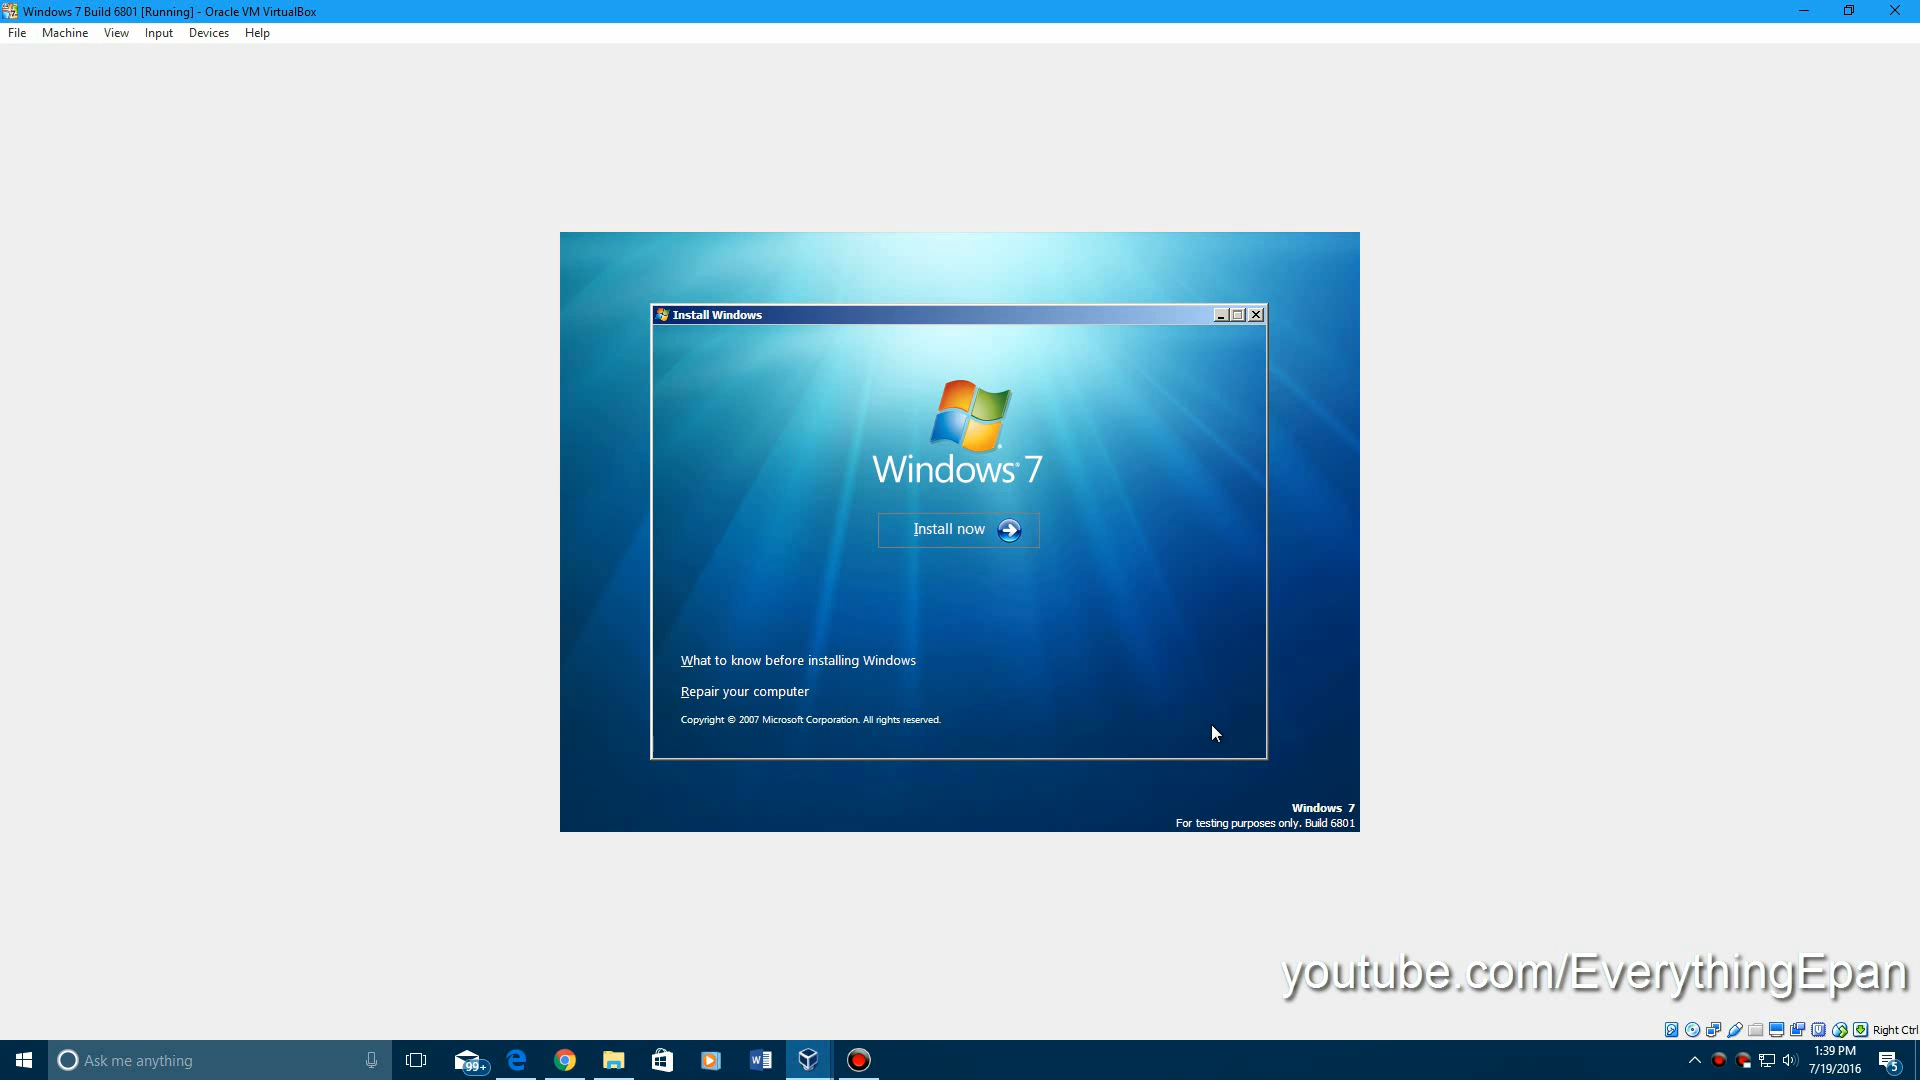 Windows 7 Build 6801 [Running] - Oracle VM VirtualBox
File Machine View Input Devices Help
Install Windows
Windows 7
Install now
What to know before installing Windows
Repair your computer
Copyright © 2007 Microsoft Corporation. All rights reserved.
Windows 7
For testing purposes only. Build 6801
youtube.com/EverythingEpan
Right Ctrl
Ask me anything
99+
1:39 PM
7/19/2016
5